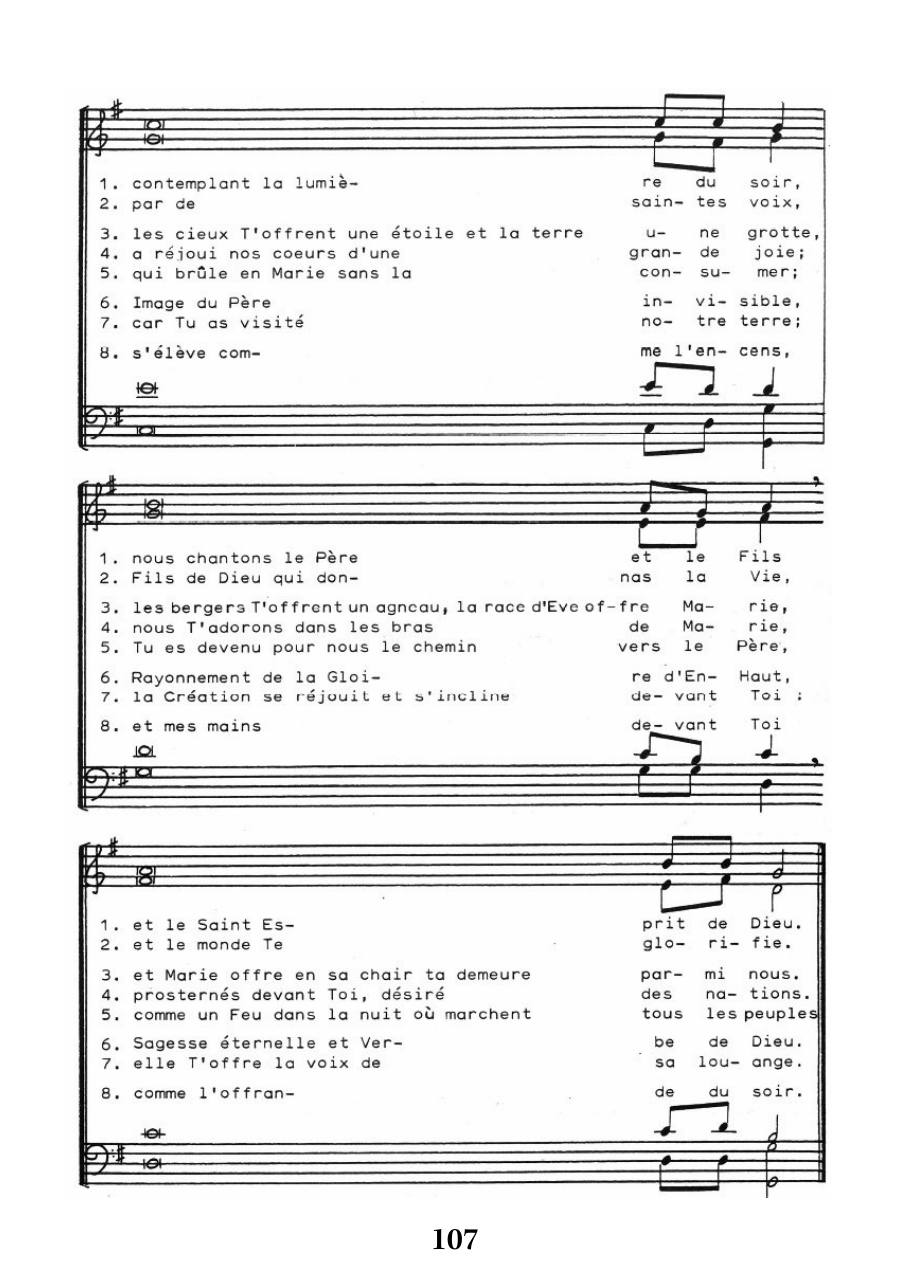 1. contemplant la lumiè- re du soir,
2. par de sain- tes voix,
3. les cieux T'offrent une étoile et la terre u- ne grotte,
4. a réjoui nos coeurs d'une gran- de joie;
5. qui brûle en Marie sans la con- su- mer;
6. Image du Père in- vi- sible,
7. car Tu as visité no- tre terre;
8. s'élève com- me l'en- cens,
1. nous chantons le Père et le Fils
2. Fils de Dieu qui don- nas la Vie,
3. les bergers T'offrent un agneau, la race d'Eve of-fre Ma- rie,
4. nous T'adorons dans les bras de Ma- rie,
5. Tu es devenu pour nous le chemin vers le Père,
6. Rayonnement de la Gloi- re d'En- Haut,
7. la Création se réjouit et s'incline de- vant Toi :
8. et mes mains de- vant Toi
1. et le Saint Es- prit de Dieu.
2. et le monde Te glo- ri- fie.
3. et Marie offre en sa chair ta demeure par- mi nous.
4. prosternés devant Toi, désiré des na- tions.
5. comme un Feu dans la nuit où marchent tous les peuples
6. Sagesse éternelle et Ver- be de Dieu.
7. elle T'offre la voix de sa lou- ange.
8. comme l'offran- de du soir.
107